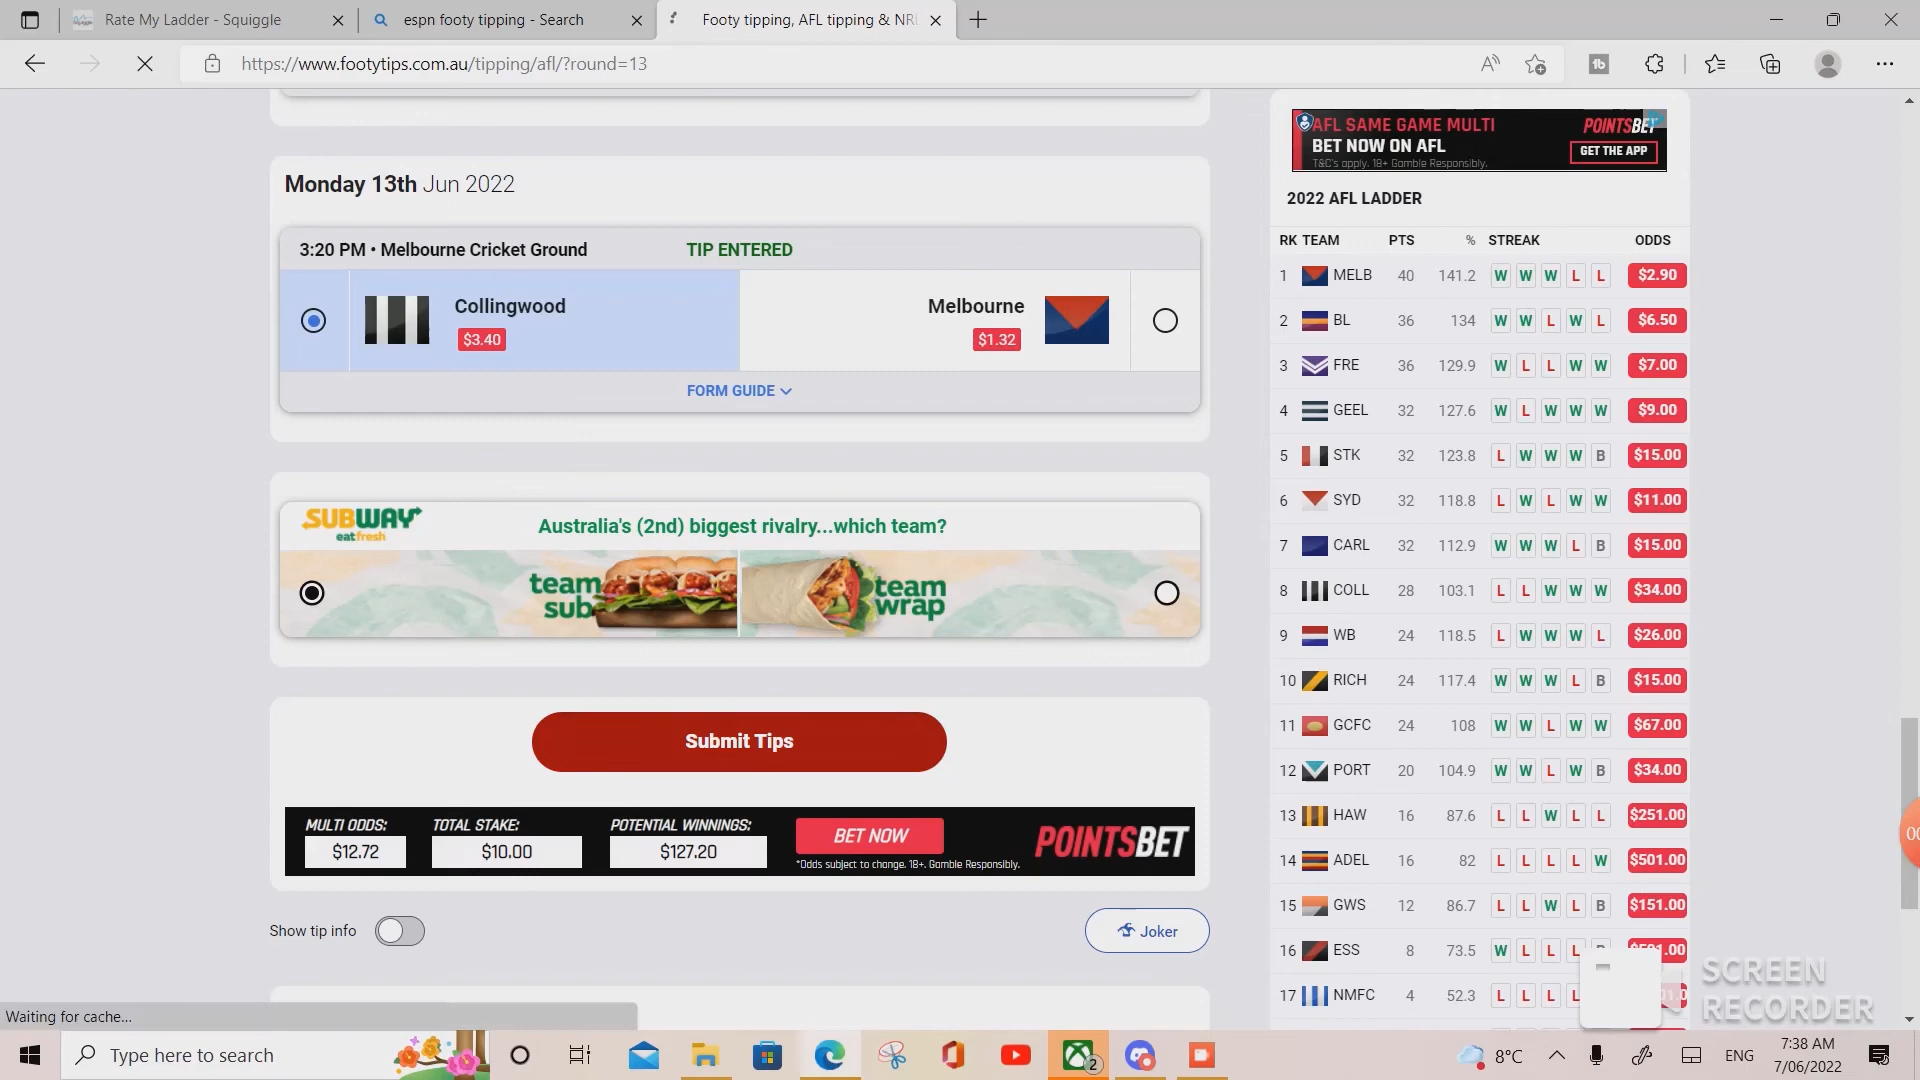 Rate My Ladder - Squiggle
espn footy tipping - Search
Footy tipping, AFL tipping & NRL
https://www.footytips.com.au/tipping/afl/?round=13
Monday 13th Jun 2022
3:20 PM • Melbourne Cricket Ground TIP ENTERED
Collingwood
$3.40
Melbourne
$1.32
FORM GUIDE
SUBWAY
eat fresh
Australia's (2nd) biggest rivalry...which team?
team
sub
team
wrap
Submit Tips
MULTI ODDS: TOTAL STAKE: POTENTIAL WINNINGS:
$12.72 $10.00 $127.20
BET NOW
*Odds subject to change. 18+. Gamble Responsibly.
POINTSBET
Show tip info
Joker
AFL SAME GAME MULTI
BET NOW ON AFL
T&C's apply. 18+ Gamble Responsibly.
POINTSBET
GET THE APP
2022 AFL LADDER
RK TEAM PTS % STREAK ODDS
1 MELB 40 141.2 W W W L L $2.90
2 BL 36 134 W W L W L $6.50
3 FRE 36 129.9 W L L W W $7.00
4 GEEL 32 127.6 W L W W W $9.00
5 STK 32 123.8 L W W W B $15.00
6 SYD 32 118.8 L W L W W $11.00
7 CARL 32 112.9 W W W L B $15.00
8 COLL 28 103.1 L L W W W $34.00
9 WB 24 118.5 L W W W L $26.00
10 RICH 24 117.4 W W W L B $15.00
11 GCFC 24 108 W W L W W $67.00
12 PORT 20 104.9 W W L W B $34.00
13 HAW 16 87.6 L L W L L $251.00
14 ADEL 16 82 L L L L W $501.00
15 GWS 12 86.7 L L W L B $151.00
16 ESS 8 73.5 W L L L
17 NMFC 4 52.3 L L L L
SCREEN
RECORDER
Waiting for cache...
Type here to search
2
8°C
ENG
7:38 AM
7/06/2022